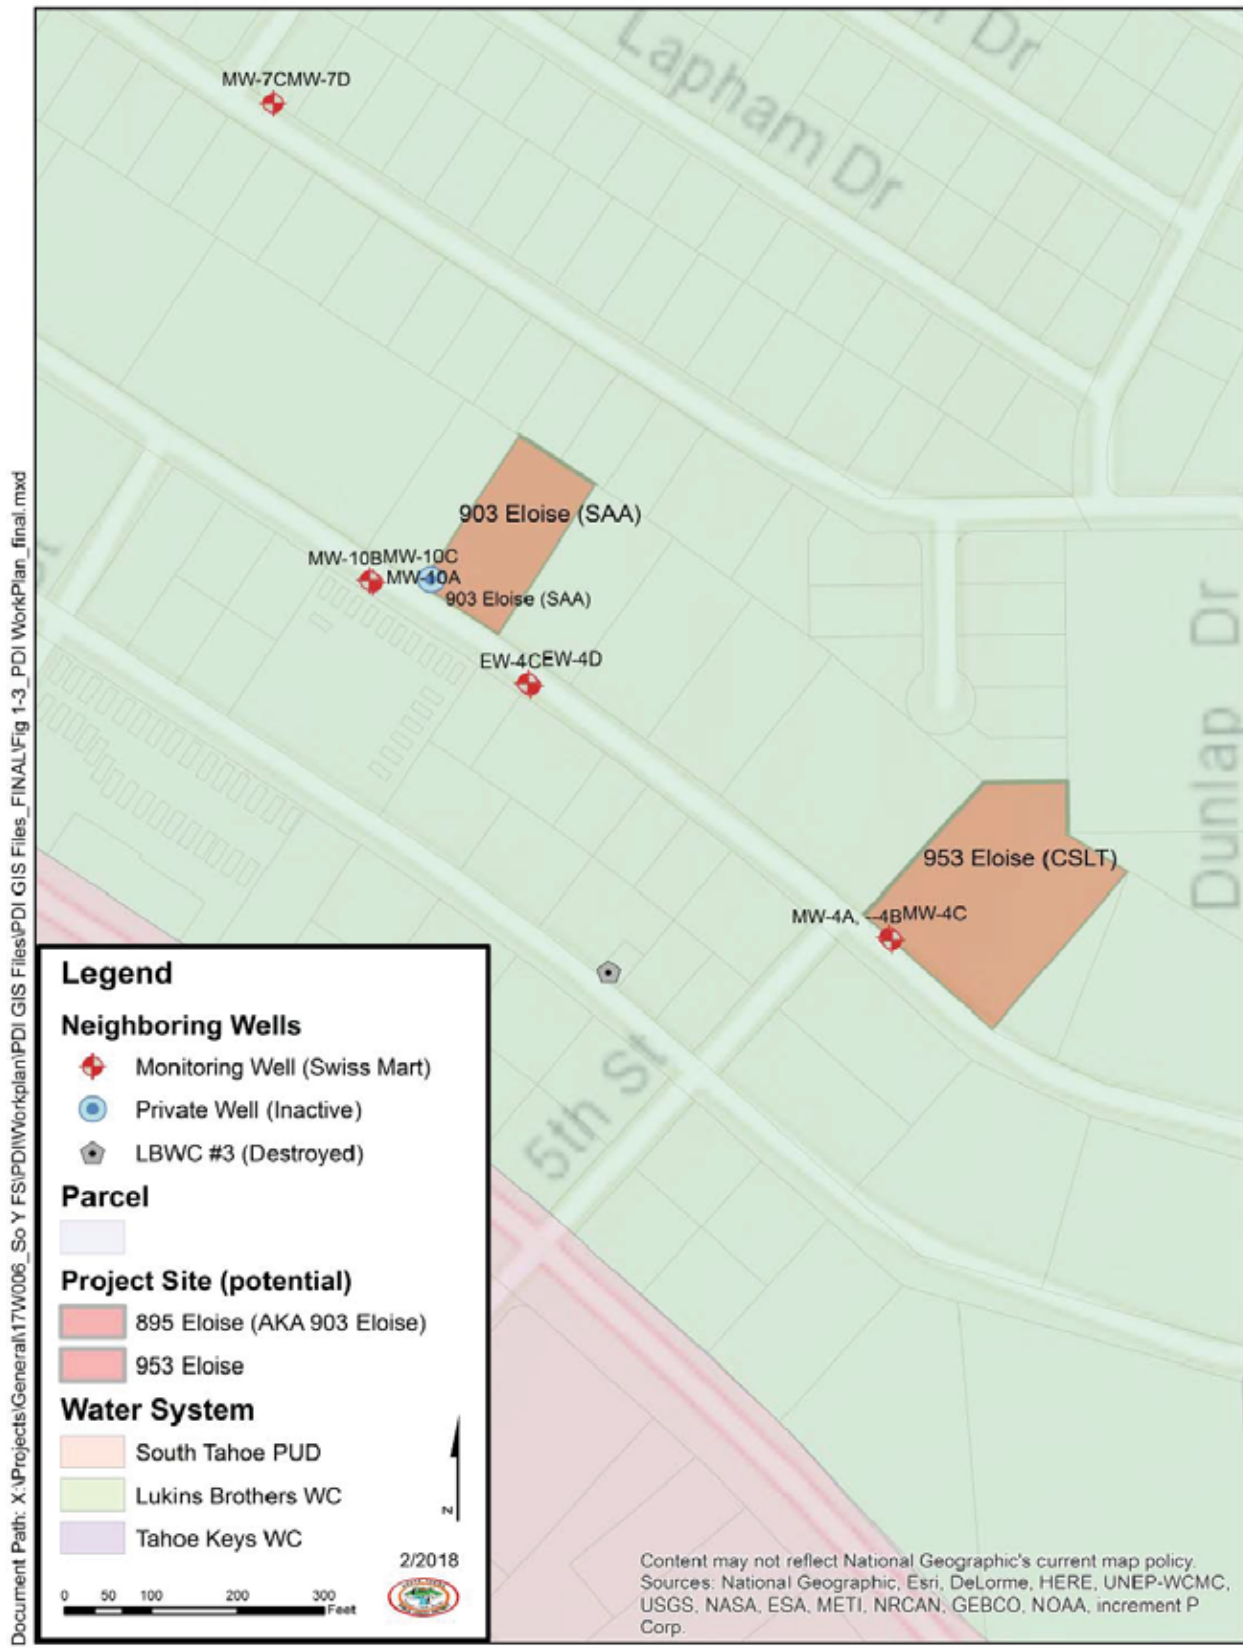 Dr
Lapham Dr
MW-7CMW-7D
903 Eloise (SAA)
MW-10BMW-10C
MW-10A
903 Eloise (SAA)
EW-4CEW-4D
Dunlap Dr
953 Eloise (CSLT)
MW-4A, --4BMW-4C
5th St
Legend
Neighboring Wells
Monitoring Well (Swiss Mart)
Private Well (Inactive)
LBWC #3 (Destroyed)
Parcel
Project Site (potential)
895 Eloise (AKA 903 Eloise)
953 Eloise
Water System
South Tahoe PUD
Lukins Brothers WC
Tahoe Keys WC
N
2/2018
0 50 100 200 300
Feet
Content may not reflect National Geographic's current map policy.
Sources: National Geographic, Esri, DeLorme, HERE, UNEP-WCMC,
USGS, NASA, ESA, METI, NRCAN, GEBCO, NOAA, increment P
Corp.
Document Path: X:\Projects\General\17W006_So Y FS\PDI\Workplan\PDI GIS Files\PDI GIS Files_FINAL\Fig 1-3_PDI WorkPlan_final.mxd